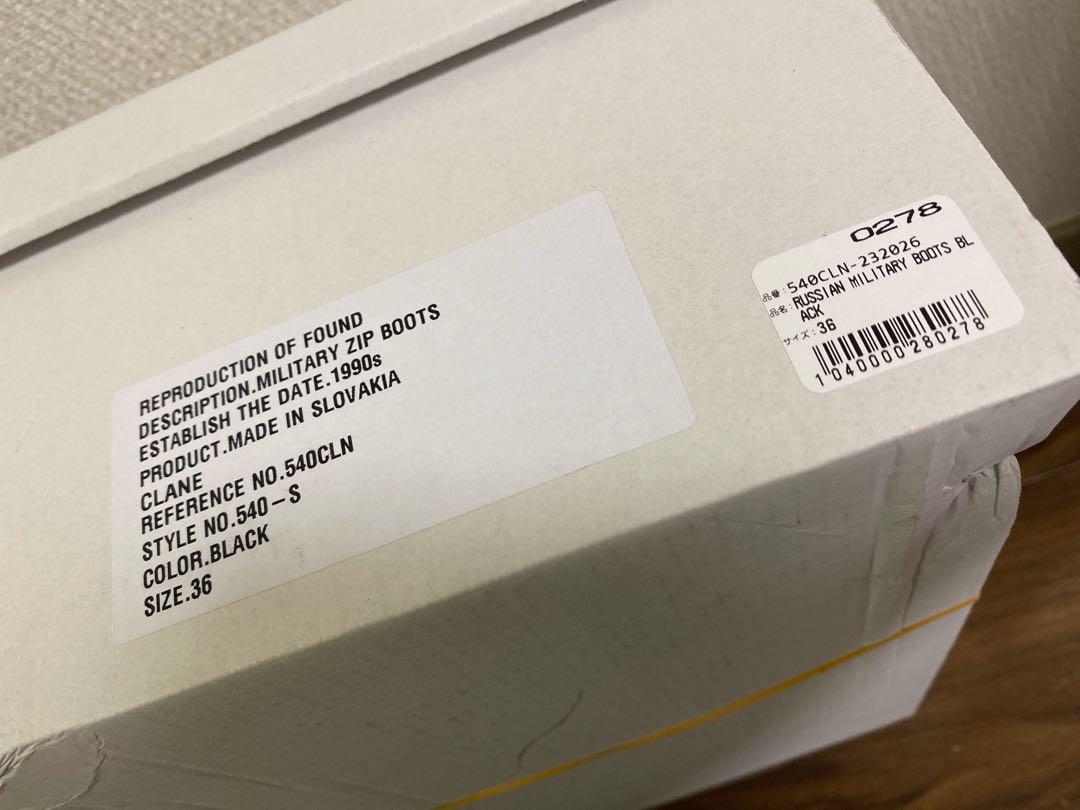 REPRODUCTION OF FOUND
DESCRIPTION.MILITARY ZIP BOOTS
ESTABLISH THE DATE.1990s
PRODUCT.MADE IN SLOVAKIA
CLANE
REFERENCE NO.540CLN
STYLE NO.540-S
COLOR.BLACK
SIZE.36
0278
品番:540CLN-232026
品名:RUSSIAN MILITARY BOOTS BL
ACK
サイズ:36
1040000280278